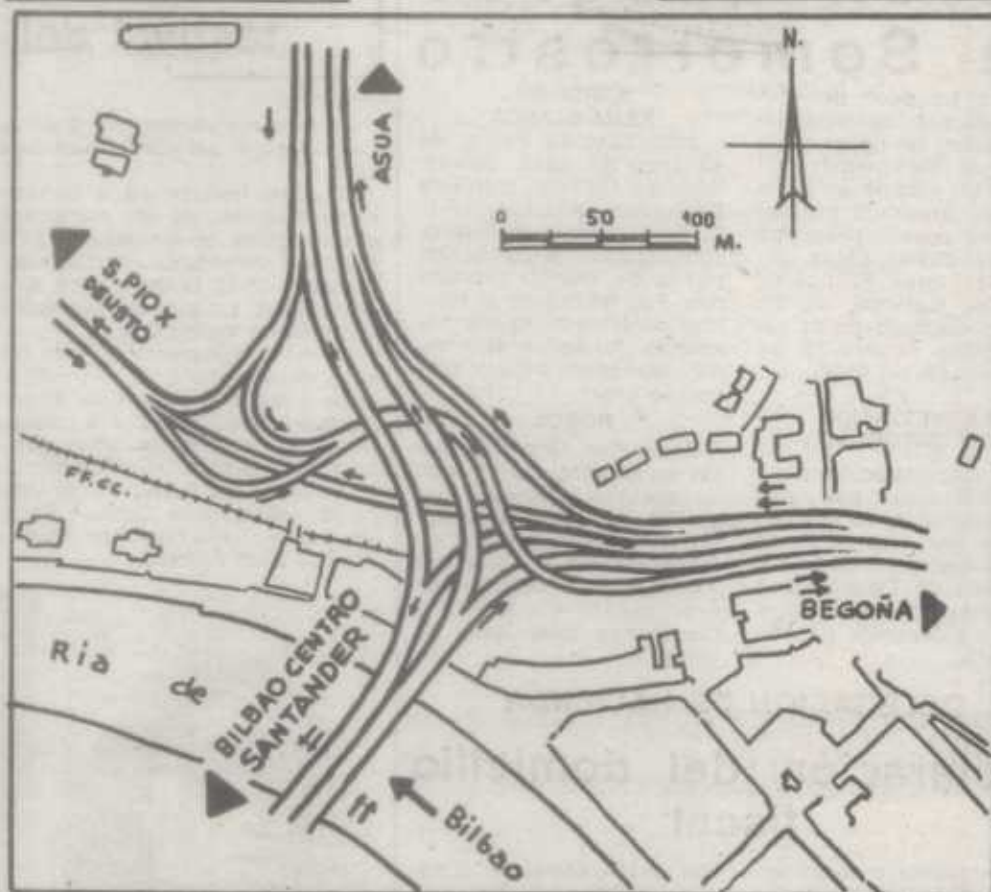 N.
ASUA
0 50 100
M.
S. PIO X
DEUSTO
FF.CC.
BEGOÑA
Ria de
BILBAO CENTRO
SANTANDER
Bilbao